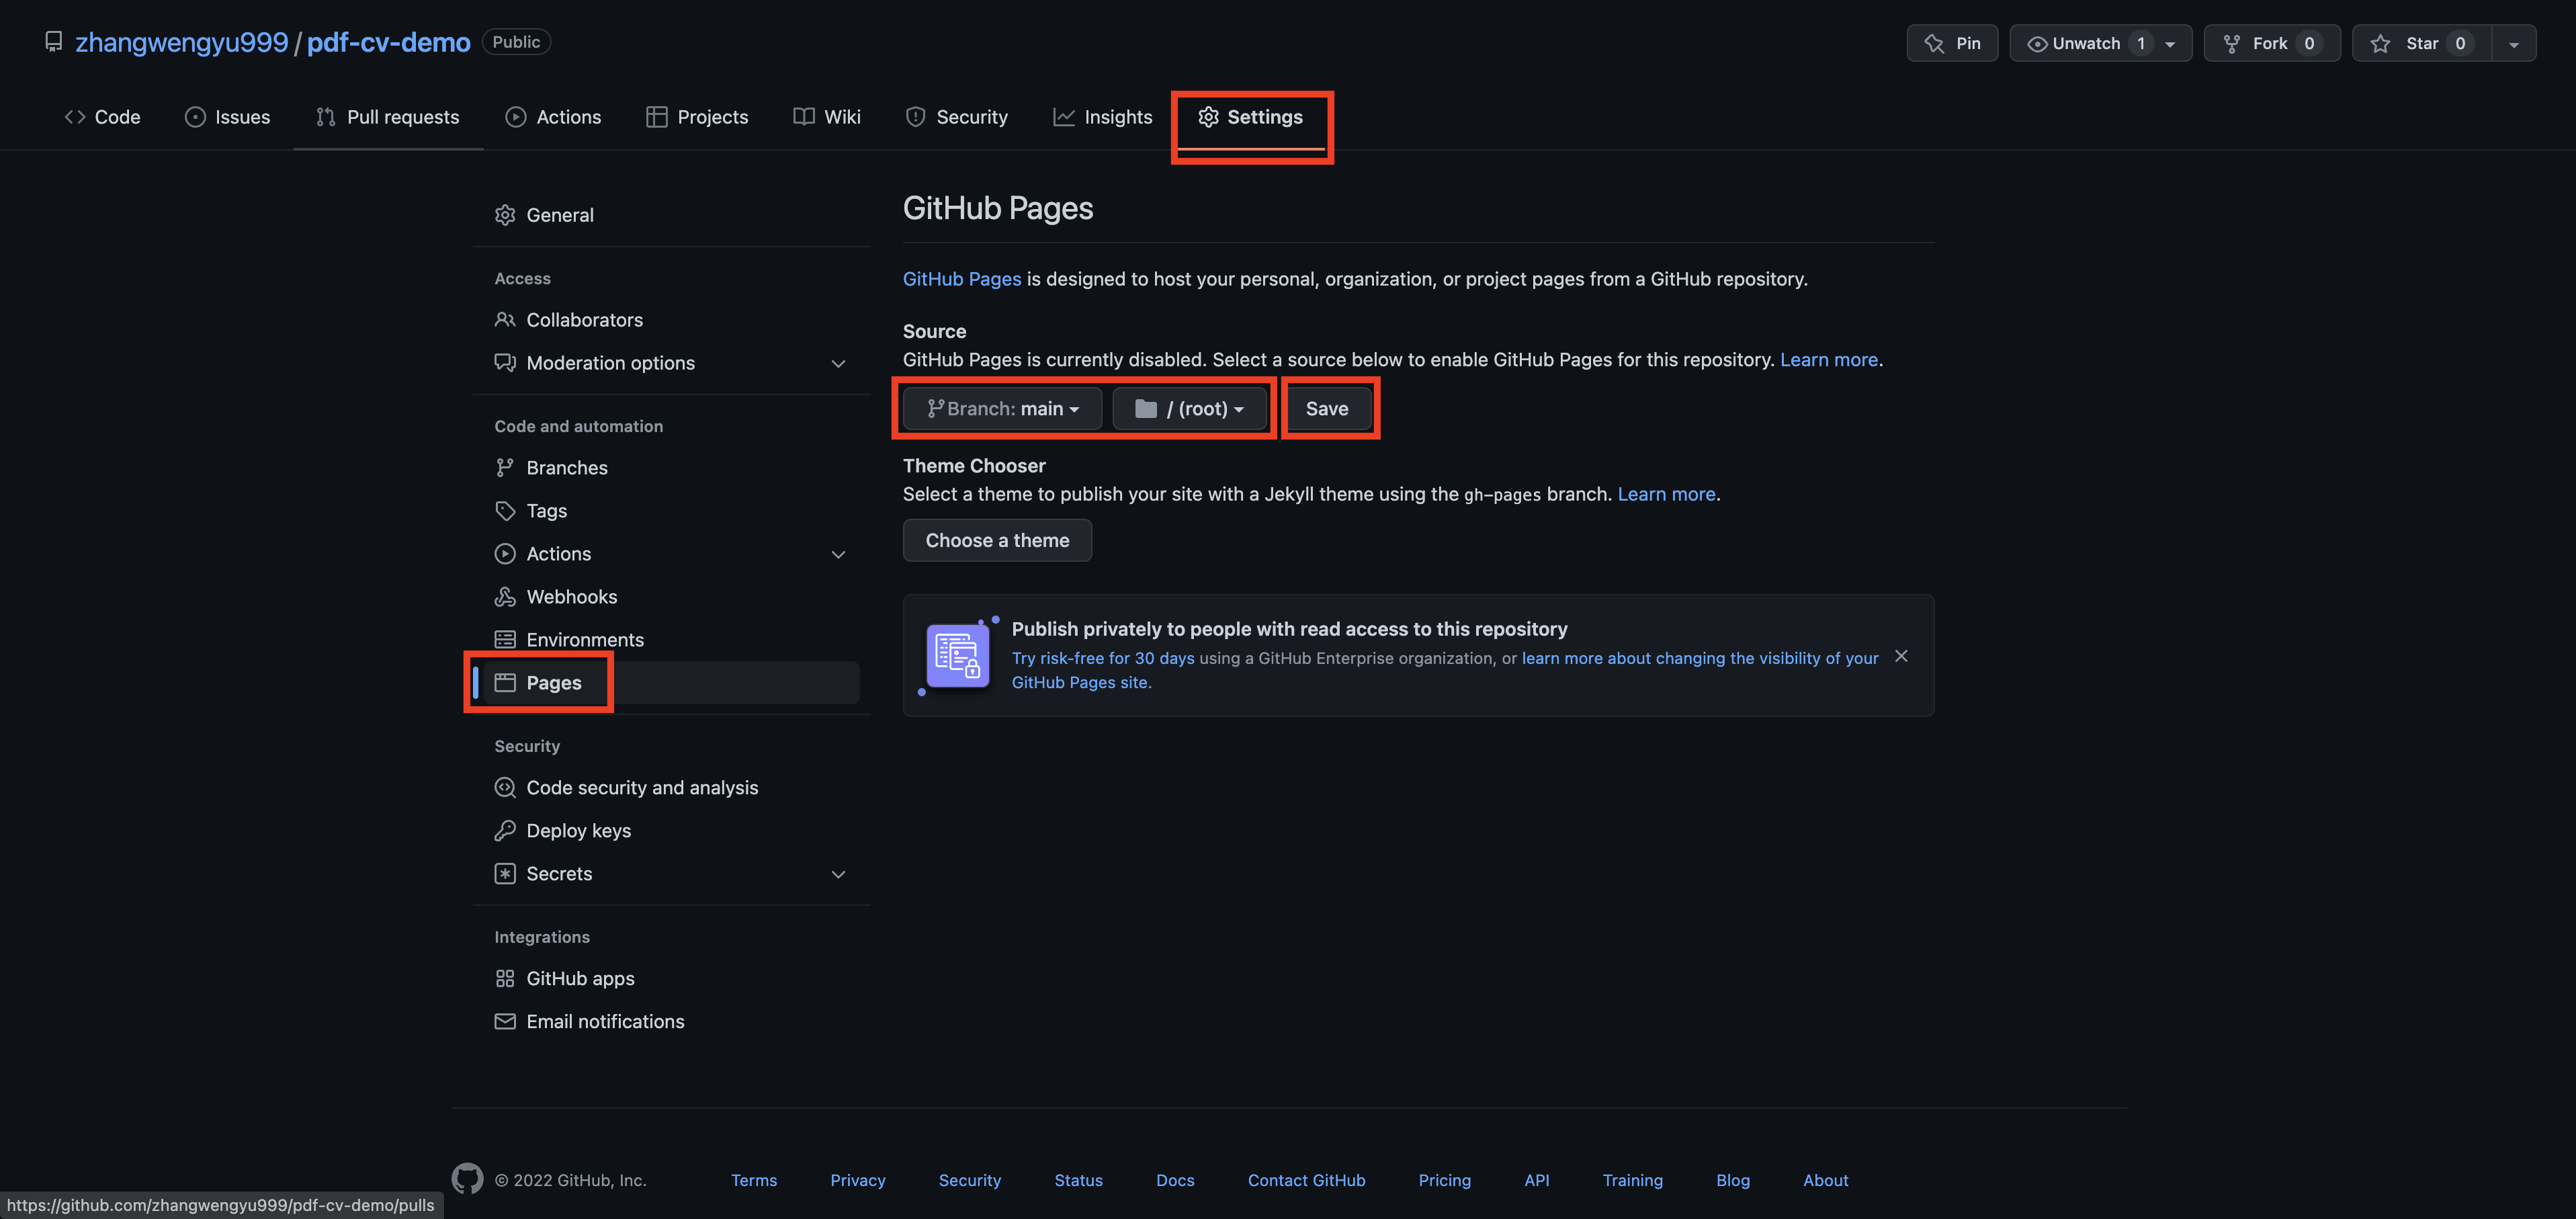 zhangwengyu999 / pdf-cv-demo Public
Pin Unwatch 1 Fork 0 Star 0
Code Issues Pull requests Actions Projects Wiki Security Insights Settings
General
Access
Collaborators
Moderation options
Code and automation
Branches
Tags
Actions
Webhooks
Environments
Pages
Security
Code security and analysis
Deploy keys
Secrets
Integrations
GitHub apps
Email notifications
GitHub Pages
GitHub Pages is designed to host your personal, organization, or project pages from a GitHub repository.
Source
GitHub Pages is currently disabled. Select a source below to enable GitHub Pages for this repository. Learn more.
Branch: main / (root) Save
Theme Chooser
Select a theme to publish your site with a Jekyll theme using the gh-pages branch. Learn more.
Choose a theme
Publish privately to people with read access to this repository
Try risk-free for 30 days using a GitHub Enterprise organization, or learn more about changing the visibility of your
GitHub Pages site.
© 2022 GitHub, Inc. Terms Privacy Security Status Docs Contact GitHub Pricing API Training Blog About
https://github.com/zhangwengyu999/pdf-cv-demo/pulls